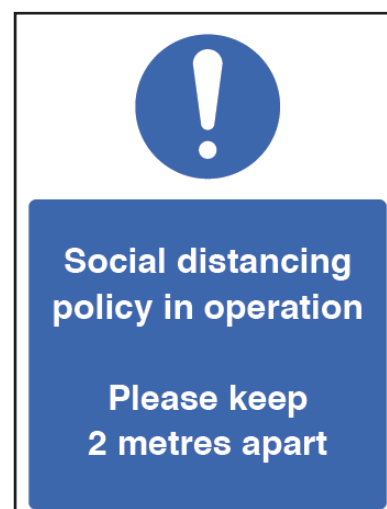 Social distancing
policy in operation
Please keep
2 metres apart